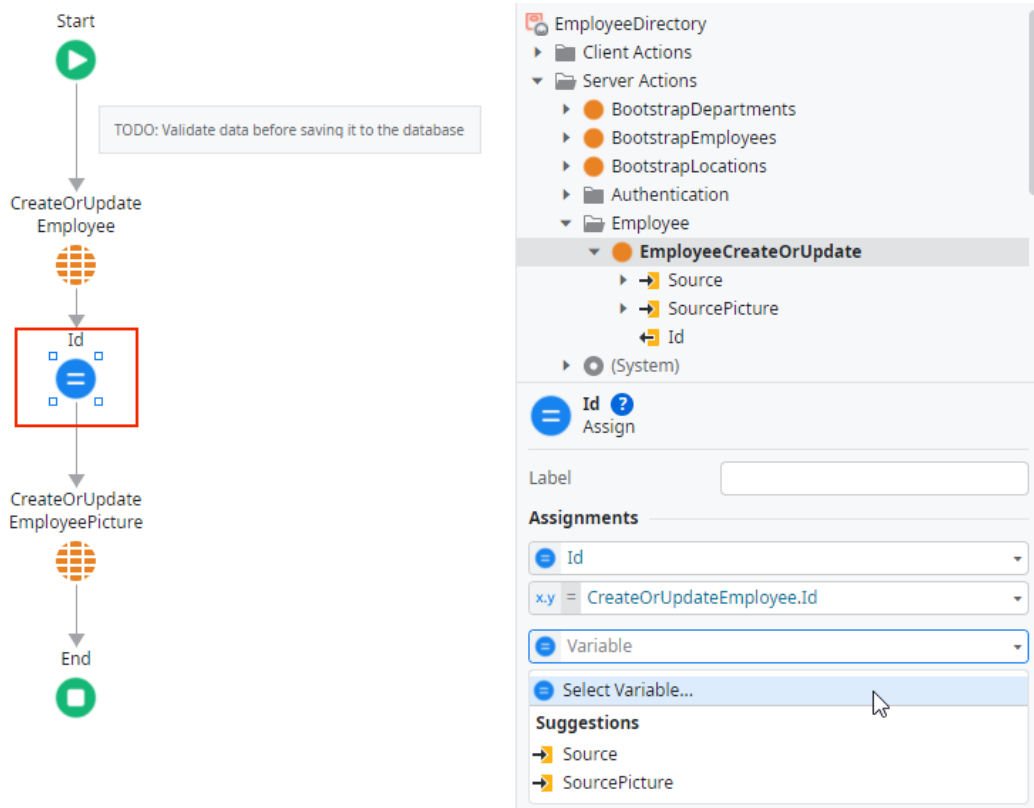 Start
TODO: Validate data before saving it to the database
CreateOrUpdate
Employee
Id
CreateOrUpdate
EmployeePicture
End
EmployeeDirectory
Client Actions
Server Actions
BootstrapDepartments
BootstrapEmployees
BootstrapLocations
Authentication
Employee
EmployeeCreateOrUpdate
Source
SourcePicture
Id
(System)
Id ?
Assign
Label
Assignments
Id
x.y = CreateOrUpdateEmployee.Id
Variable
Select Variable...
Suggestions
Source
SourcePicture